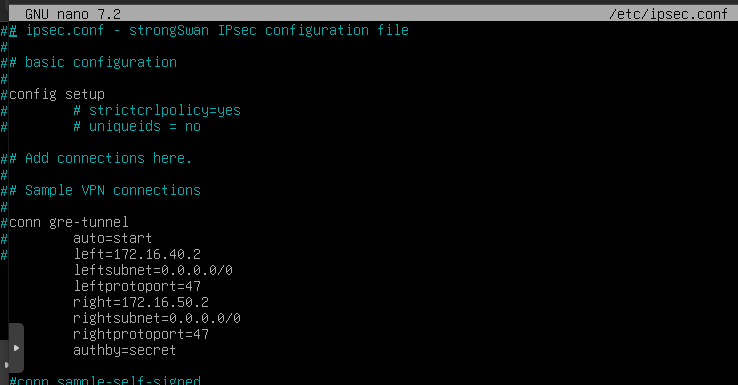 GNU nano 7.2 /etc/ipsec.conf
## ipsec.conf - strongSwan IPsec configuration file
#
## basic configuration
#
#config setup
#        # strictcrlpolicy=yes
#        # uniqueids = no
## Add connections here.
#
## Sample VPN connections
#
#conn gre-tunnel
#        auto=start
#        left=172.16.40.2
        leftsubnet=0.0.0.0/0
        leftprotoport=47
        right=172.16.50.2
        rightsubnet=0.0.0.0/0
        rightprotoport=47
        authby=secret
#conn sample-self-signed